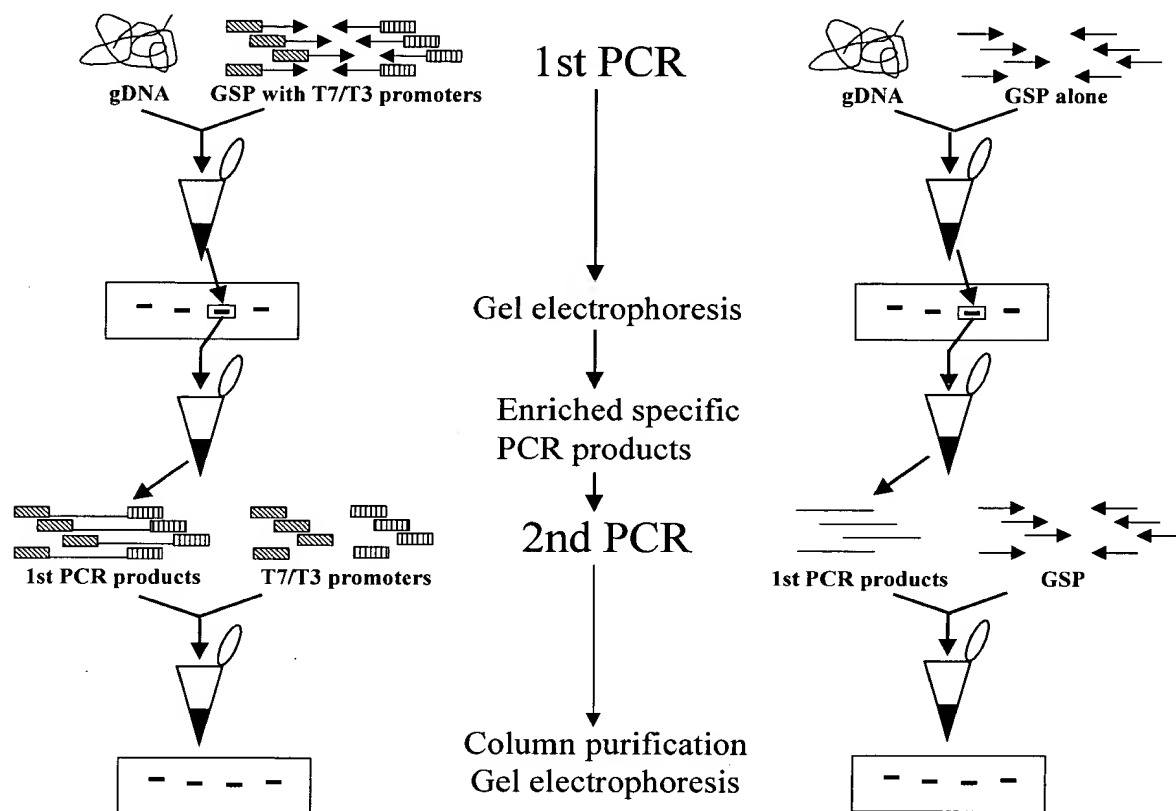 1st PCR
gDNA
GSP with T7/T3 promoters
gDNA
GSP alone
Gel electrophoresis
Enriched specific
PCR products
2nd PCR
1st PCR products
T7/T3 promoters
1st PCR products
GSP
Column purification
Gel electrophoresis